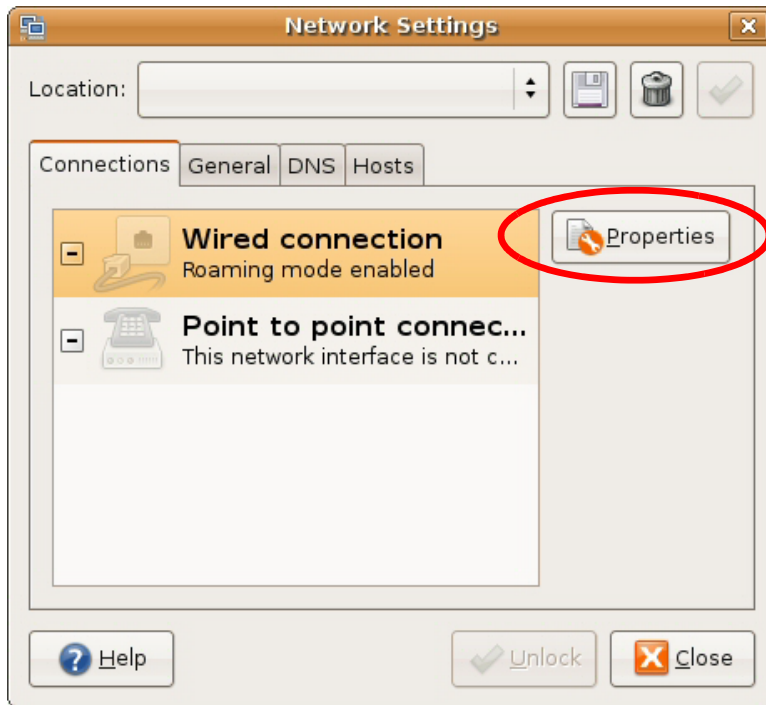 Network Settings
Location:
Connections General DNS Hosts
Wired connection
Roaming mode enabled
Properties
Point to point connec...
This network interface is not c...
Help Unlock Close